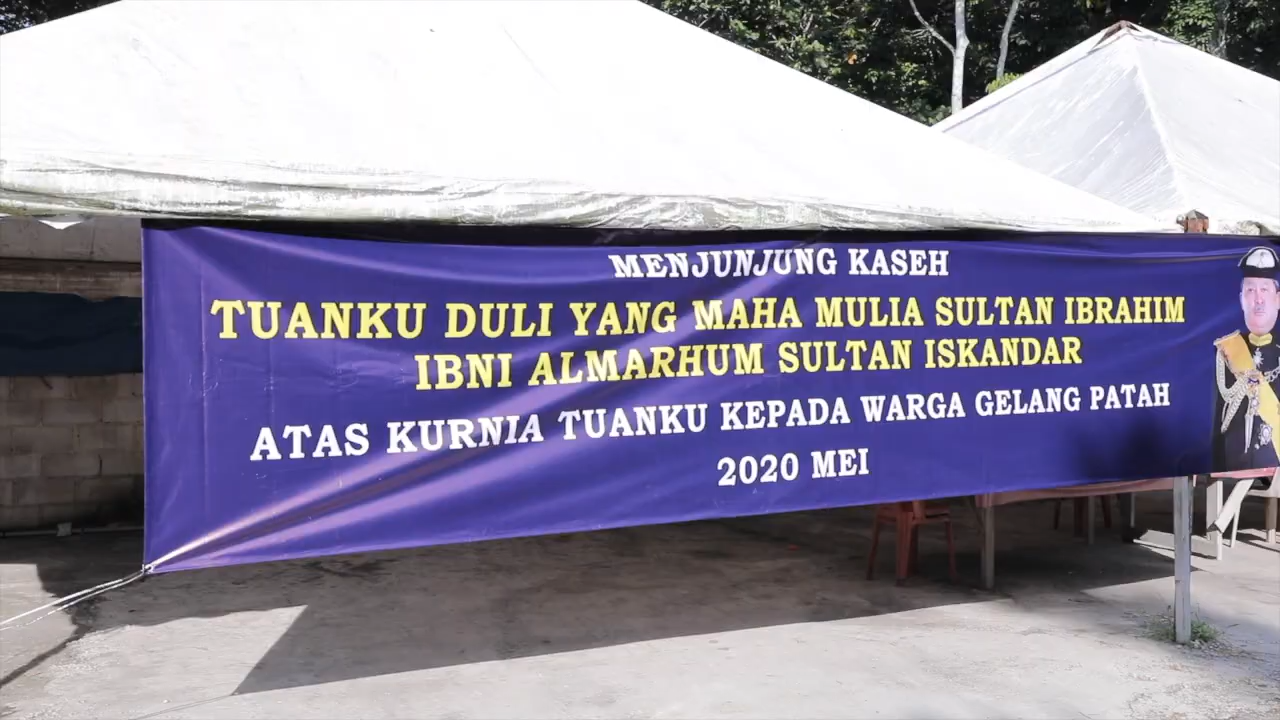 MENJUNJUNG KASEH
TUANKU DULI YANG MAHA MULIA SULTAN IBRAHIM
IBNI ALMARHUM SULTAN ISKANDAR
ATAS KURNIA TUANKU KEPADA WARGA GELANG PATAH
2020 MEI